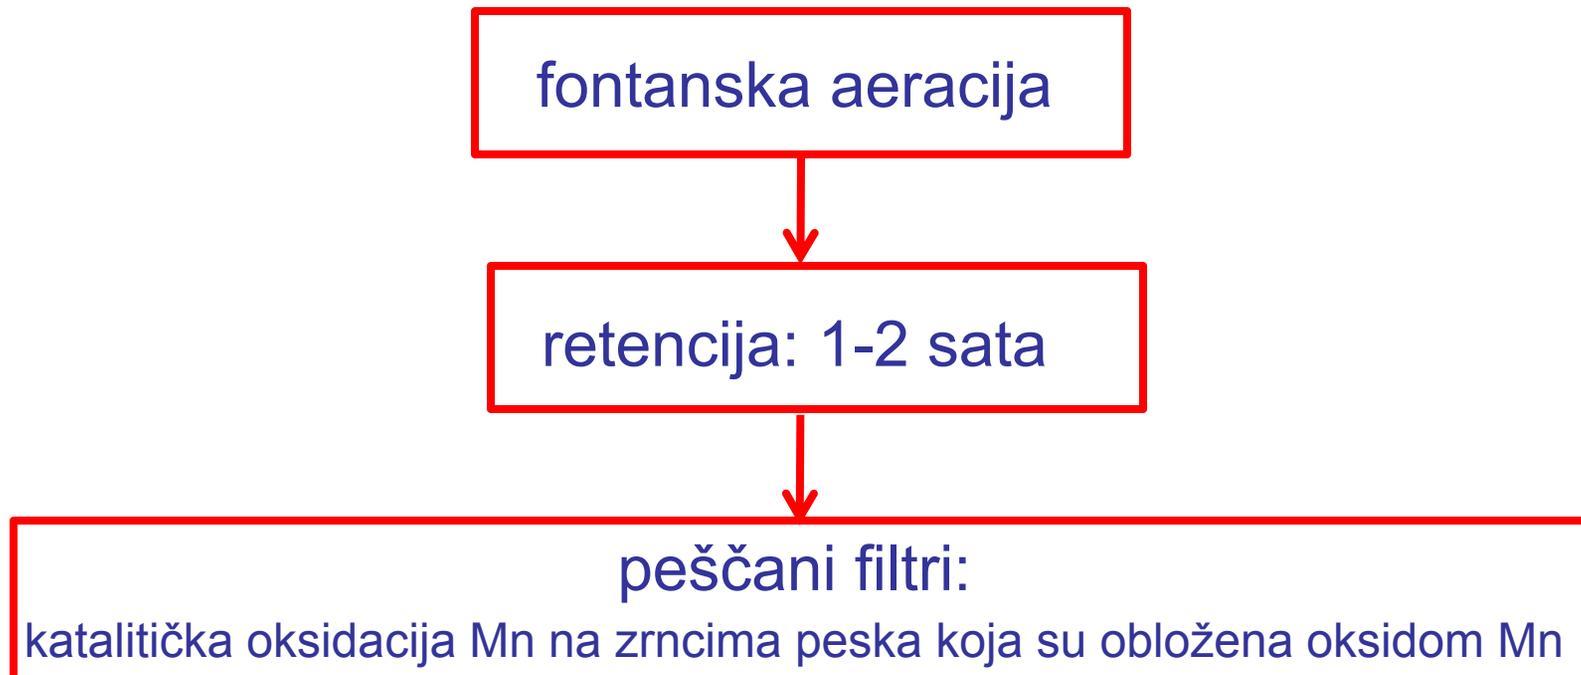 fontanska aeracija
retencija: 1-2 sata
peščani filtri:
katalitička oksidacija Mn na zrncima peska koja su obložena oksidom Mn